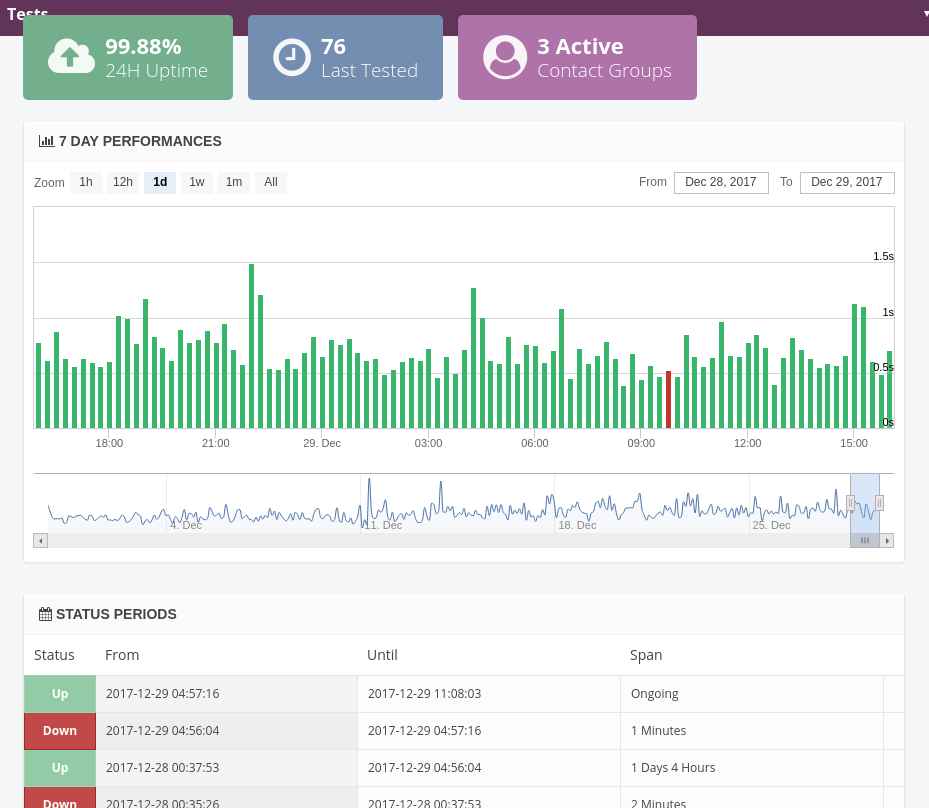 Tests
99.88%
24H Uptime
76
Last Tested
3 Active
Contact Groups
7 DAY PERFORMANCES
Zoom 1h 12h 1d 1w 1m All From Dec 28, 2017 To Dec 29, 2017
1.5s
1s
0.5s
0s
18:00 21:00 29. Dec 03:00 06:00 09:00 12:00 15:00
4. Dec 11. Dec 18. Dec 25. Dec
STATUS PERIODS
Status From Until Span
Up 2017-12-29 04:57:16 2017-12-29 11:08:03 Ongoing
Down 2017-12-29 04:56:04 2017-12-29 04:57:16 1 Minutes
Up 2017-12-28 00:37:53 2017-12-29 04:56:04 1 Days 4 Hours
Down 2017-12-28 00:35:26 2017-12-28 00:37:53 2 Minutes